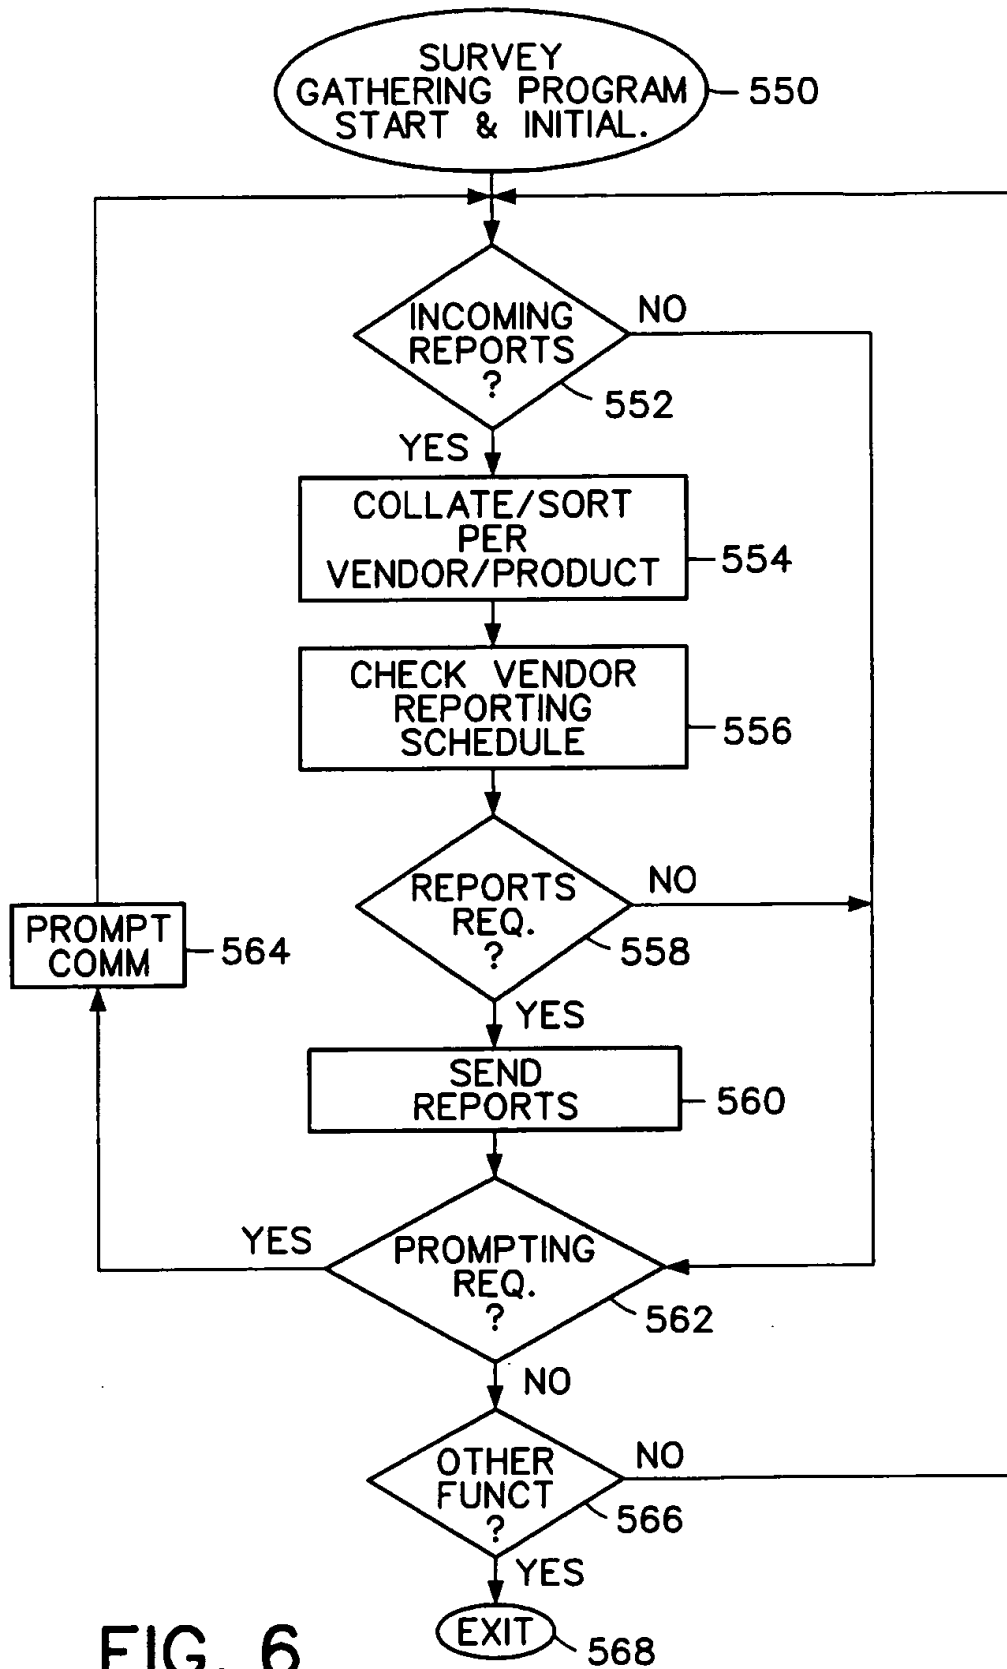 SURVEY
GATHERING PROGRAM
START & INITIAL.
550
INCOMING
REPORTS
?
NO
552
YES
COLLATE/SORT
PER
VENDOR/PRODUCT
554
CHECK VENDOR
REPORTING
SCHEDULE
556
REPORTS
REQ.
?
NO
558
PROMPT
COMM
564
YES
SEND
REPORTS
560
YES
PROMPTING
REQ.
?
562
NO
OTHER
FUNCT
?
NO
566
YES
EXIT
568
FIG. 6